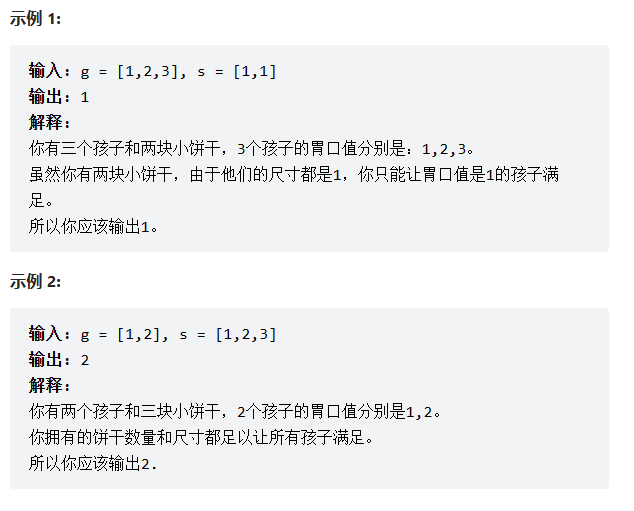 示例 1:
输入：g = [1,2,3], s = [1,1]
输出：1
解释：
你有三个孩子和两块小饼干，3个孩子的胃口值分别是：1,2,3。
虽然你有两块小饼干，由于他们的尺寸都是1，你只能让胃口值是1的孩子满
足。
所以你应该输出1。
示例 2:
输入：g = [1,2], s = [1,2,3]
输出：2
解释：
你有两个孩子和三块小饼干，2个孩子的胃口值分别是1,2。
你拥有的饼干数量和尺寸都足以让所有孩子满足。
所以你应该输出2.